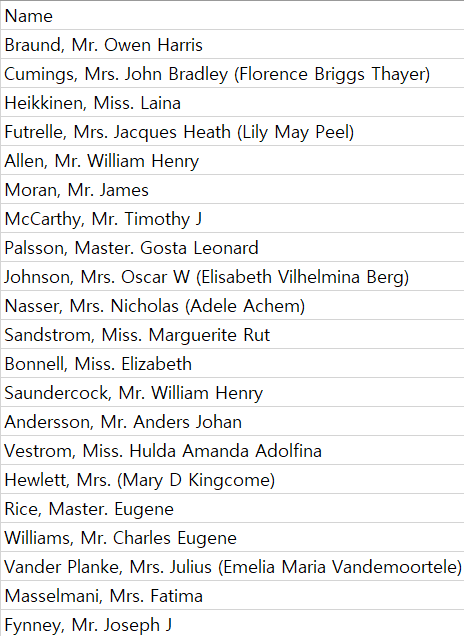 Name
Braund, Mr. Owen Harris
Cumings, Mrs. John Bradley (Florence Briggs Thayer)
Heikkinen, Miss. Laina
Futrelle, Mrs. Jacques Heath (Lily May Peel)
Allen, Mr. William Henry
Moran, Mr. James
McCarthy, Mr. Timothy J
Palsson, Master. Gosta Leonard
Johnson, Mrs. Oscar W (Elisabeth Vilhelmina Berg)
Nasser, Mrs. Nicholas (Adele Achem)
Sandstrom, Miss. Marguerite Rut
Bonnell, Miss. Elizabeth
Saundercock, Mr. William Henry
Andersson, Mr. Anders Johan
Vestrom, Miss. Hulda Amanda Adolfina
Hewlett, Mrs. (Mary D Kingcome)
Rice, Master. Eugene
Williams, Mr. Charles Eugene
Vander Planke, Mrs. Julius (Emelia Maria Vandemoortele)
Masselmani, Mrs. Fatima
Fynney, Mr. Joseph J